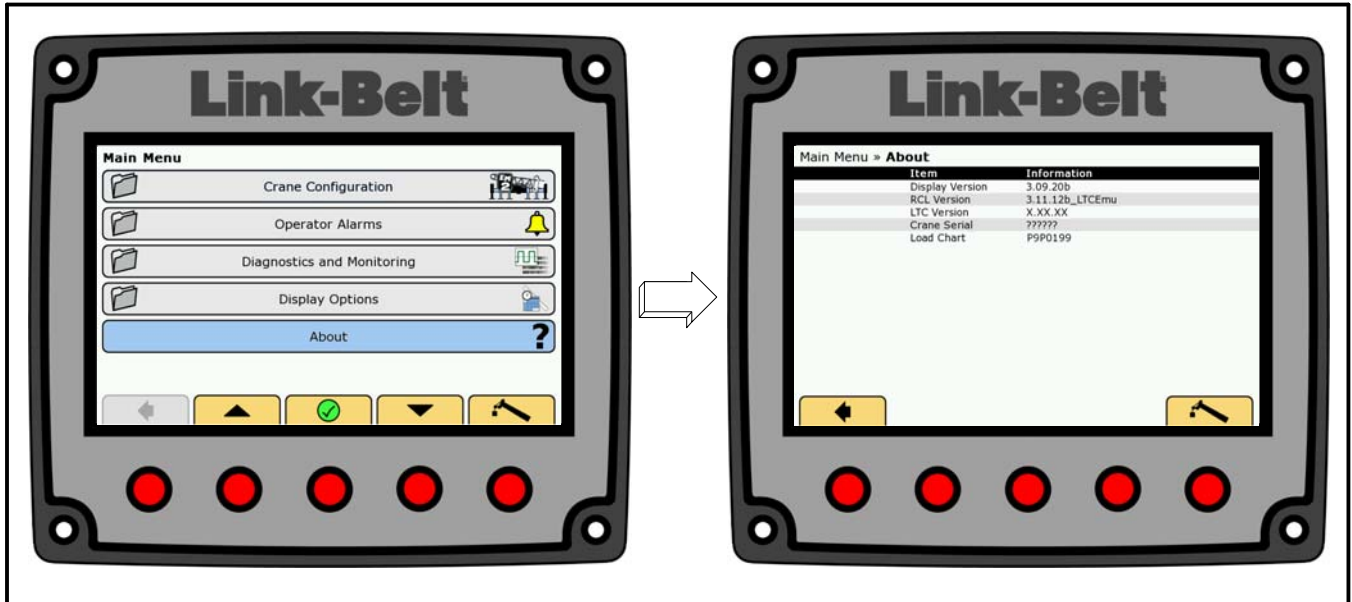 Link-Belt
Main Menu
Crane Configuration
Operator Alarms
Diagnostics and Monitoring
Display Options
About
?
Link-Belt
Main Menu » About
Item Information
Display Version 3.09.20b
RCL Version 3.11.12b_LTCEmu
LTC Version X.XX.XX
Crane Serial ??????
Load Chart P9P0199